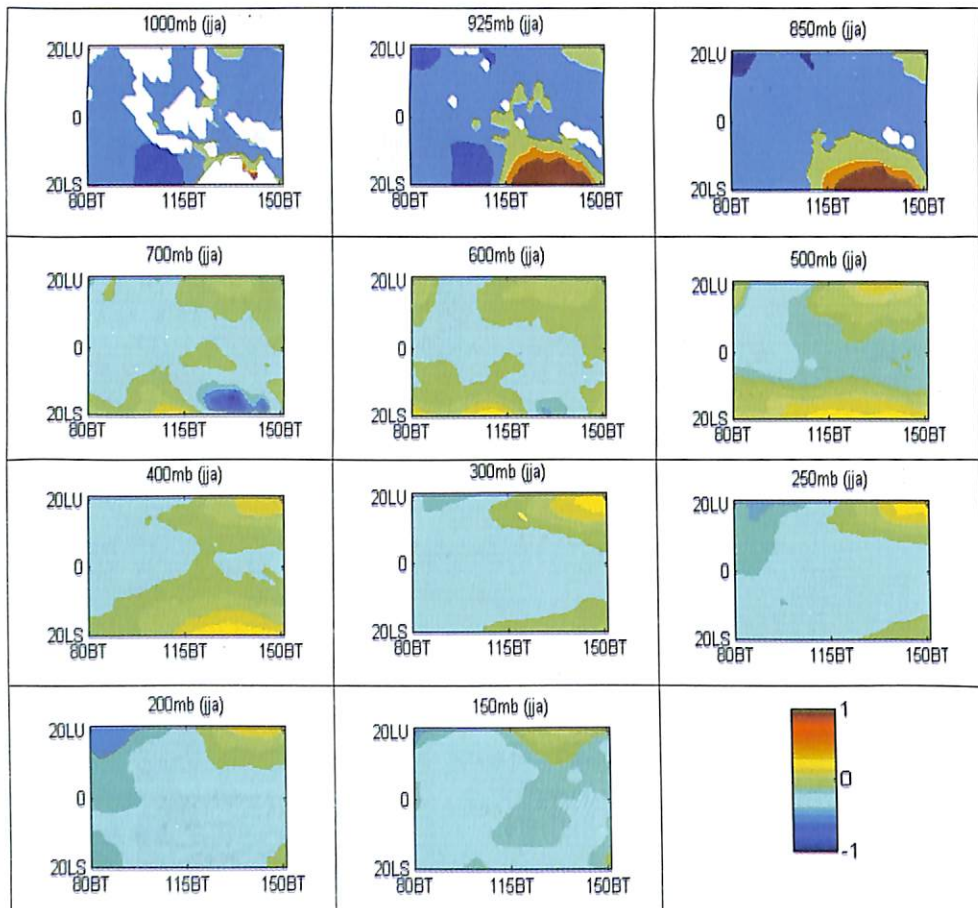 1000mb (jja)
20LU
0
20LS
80BT 115BT 150BT
925mb (jja)
20LU
0
20LS
80BT 115BT 150BT
850mb (jja)
20LU
0
20LS
80BT 115BT 150BT
700mb (jja)
20LU
0
20LS
80BT 115BT 150BT
600mb (jja)
20LU
0
20LS
80BT 115BT 150BT
500mb (jja)
20LU
0
20LS
80BT 115BT 150BT
400mb (jja)
20LU
0
20LS
80BT 115BT 150BT
300mb (jja)
20LU
0
20LS
80BT 115BT 150BT
250mb (jja)
20LU
0
20LS
80BT 115BT 150BT
200mb (jja)
20LU
0
20LS
80BT 115BT 150BT
150mb (jja)
20LU
0
20LS
80BT 115BT 150BT
1
0
-1